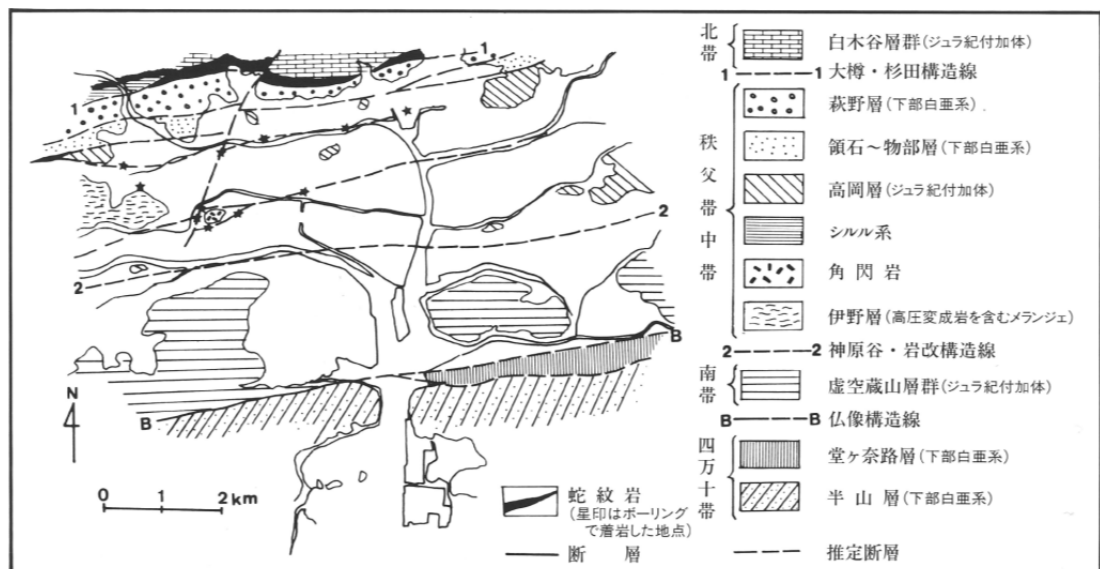 1
1
2
2
B
B
N
0 1 2 km
蛇紋岩
(星印はボーリング
で着岩した地点)
断層
北帯
白木谷層群(ジュラ紀付加体)
1 1 大樽・杉田構造線
秩父帯中帯
萩野層(下部白亜系)
領石~物部層(下部白亜系)
高岡層(ジュラ紀付加体)
シルル系
角閃岩
伊野層(高圧変成岩を含むメランジェ)
2 2 神原谷・岩改構造線
南帯
虚空蔵山層群(ジュラ紀付加体)
B B 仏像構造線
四万十帯
堂ヶ奈路層(下部白亜系)
半山層(下部白亜系)
推定断層